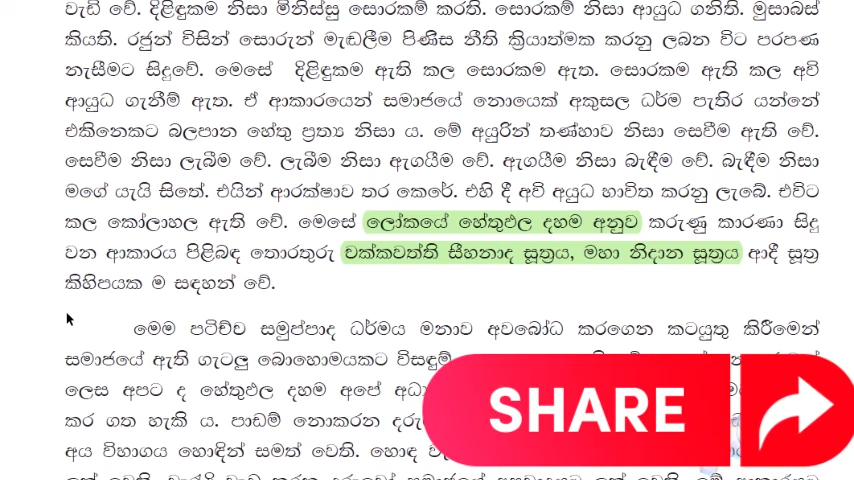 වැඩි වේ. දිළිඳුකම නිසා මිනිස්සු සොරකම් කරති. සොරකම් නිසා ආයුධ ගනිති. මුසාබස්
කියති. රජුන් විසින් සොරුන් මැඬලීම පිණිස නීති ක්‍රියාත්මක කරනු ලබන විට පරපණ
නැසීමට සිදුවේ. මෙසේ දිළිඳුකම ඇති කල සොරකම ඇත. සොරකම ඇති කල අවි
ආයුධ ගැනීම් ඇත. ඒ ආකාරයෙන් සමාජයේ නොයෙක් අකුසල ධර්ම පැතිර යන්නේ
එකිනෙකට බලපාන හේතු ප්‍රත්‍ය නිසා ය. මේ අයුරින් තණ්හාව නිසා සෙවීම ඇති වේ.
සෙවීම නිසා ලැබීම වේ. ලැබීම නිසා ඇගයීම වේ. ඇගයීම නිසා බැඳීම වේ. බැඳීම නිසා
මගේ යැයි සිතේ. එයින් ආරක්ෂාව තර කෙරේ. එහි දී අවි අයුධ භාවිත කරනු ලැබේ. එවිට
කල කෝලාහල ඇති වේ. මෙසේ ලෝකයේ හේතුඵල දහම අනුව කරුණු කාරණා සිදු
වන ආකාරය පිළිබඳ තොරතුරු චක්කවත්ති සීහනාද සූත්‍රය, මහා නිදාන සූත්‍රය ආදී සූත්‍ර
කිහිපයක ම සඳහන් වේ.
මෙම පටිච්ච සමුප්පාද ධර්මය මනාව අවබෝධ කරගෙන කටයුතු කිරීමෙන්
සමාජයේ ඇති ගැටලු බොහොමයකට විසඳුම්
ලෙස අපට ද හේතුඵල දහම අපේ
කර ගත හැකි ය. පාඩම් නොකරන
අය විභාගය හොඳින් සමත් වෙති. හොඳ
SHARE